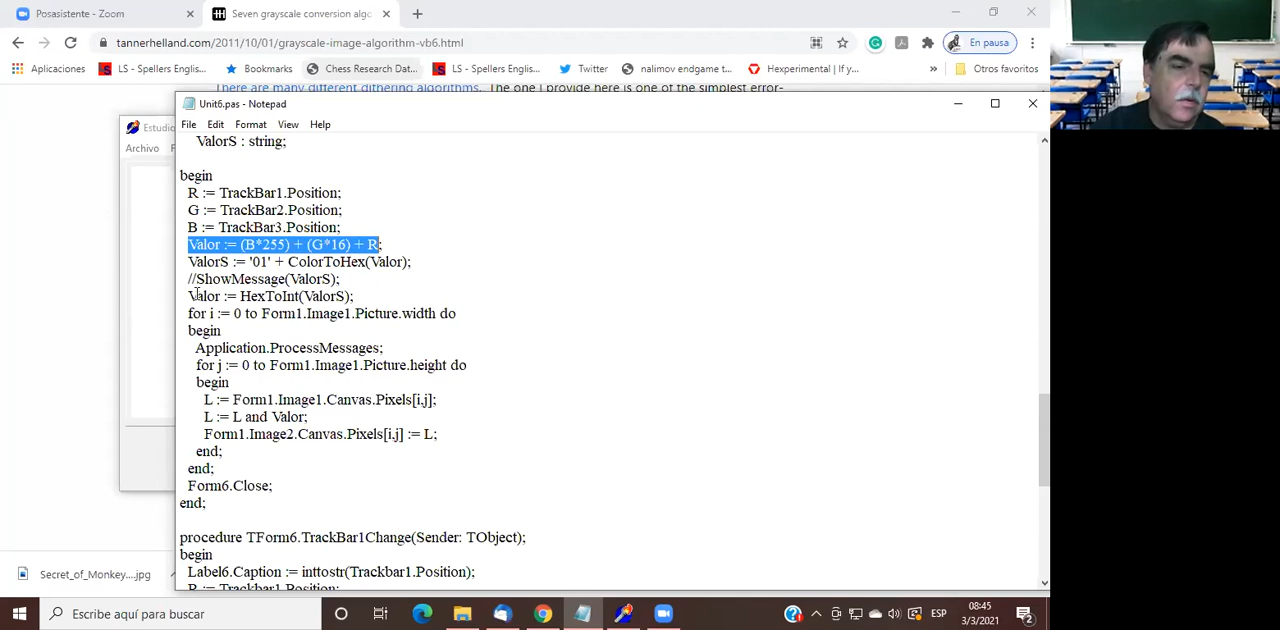 Posasistente - Zoom
Seven grayscale conversion algo
tannerhelland.com/2011/10/01/grayscale-image-algorithm-vb6.html
En pausa
Aplicaciones
LS - Spellers Englis...
Bookmarks
Chess Research Dat...
LS - Spellers Englis...
Twitter
nalimov endgame t...
Hexperimental | If y...
»
Otros favoritos
There are many different dithering algorithms. The one I provide here is one of the simplest error-
Estudio
Archivo
Unit6.pas - Notepad
File Edit Format View Help
ValorS : string;
begin
R := TrackBar1.Position;
G := TrackBar2.Position;
B := TrackBar3.Position;
Valor := (B*255) + (G*16) + R;
ValorS := '01' + ColorToHex(Valor);
//ShowMessage(ValorS);
Valor := HexToInt(ValorS);
for i := 0 to Form1.Image1.Picture.width do
begin
Application.ProcessMessages;
for j := 0 to Form1.Image1.Picture.height do
begin
L := Form1.Image1.Canvas.Pixels[i,j];
L := L and Valor;
Form1.Image2.Canvas.Pixels[i,j] := L;
end;
end;
Form6.Close;
end;
procedure TForm6.TrackBar1Change(Sender: TObject);
begin
Label6.Caption := inttostr(Trackbar1.Position);
R := Trackbar1.Position;
Secret_of_Monkey....jpg
Escribe aquí para buscar
ESP
08:45
3/3/2021
2